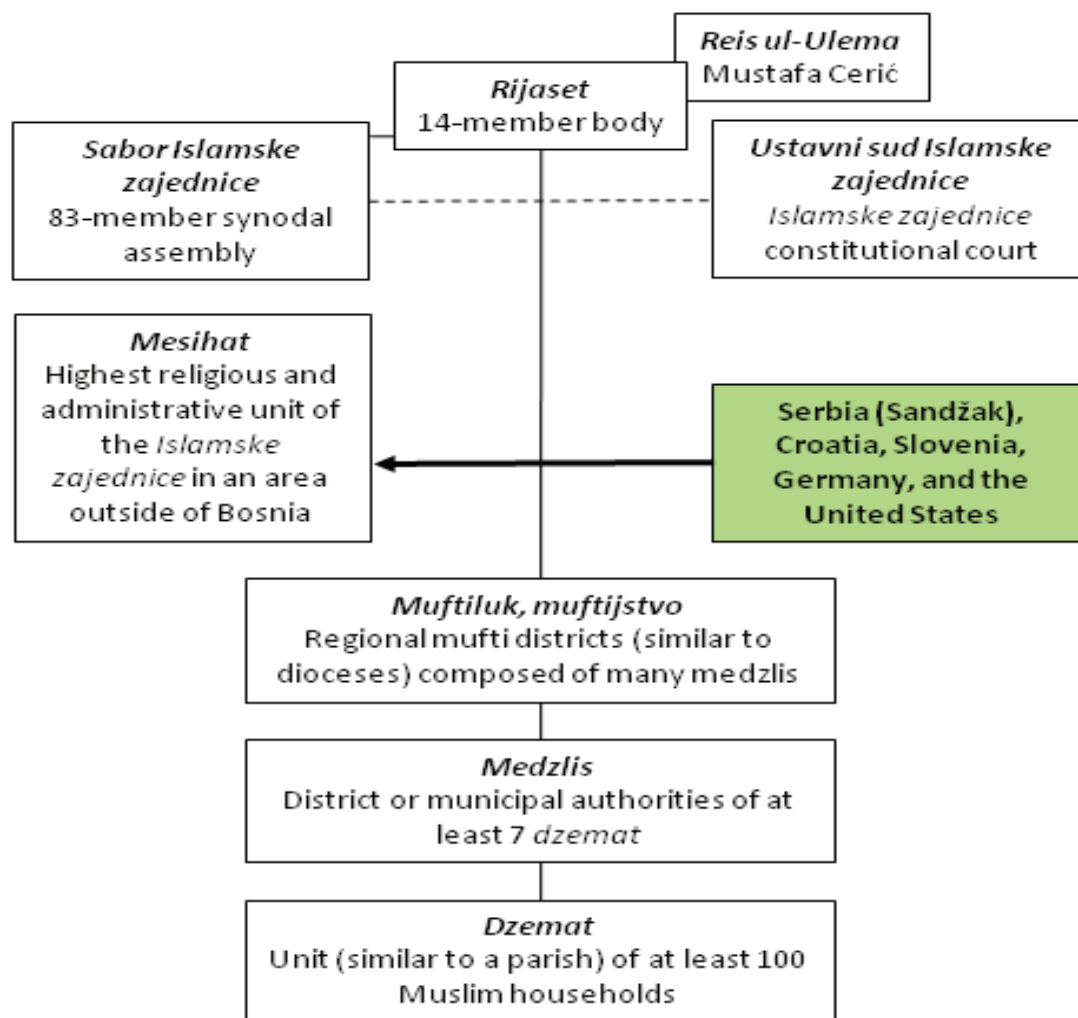 Reis ul-Ulema
Mustafa Cerić
Rijaset
14-member body
Sabor Islamske
zajednice
83-member synodal
assembly
Ustavni sud Islamske
zajednice
Islamske zajednice
constitutional court
Mesihat
Highest religious and
administrative unit of
the Islamske
zajednice in an area
outside of Bosnia
Serbia (Sandžak),
Croatia, Slovenia,
Germany, and the
United States
Muftiluk, muftijstvo
Regional mufti districts (similar to
dioceses) composed of many medzlis
Medzlis
District or municipal authorities of at
least 7 dzemat
Dzemat
Unit (similar to a parish) of at least 100
Muslim households